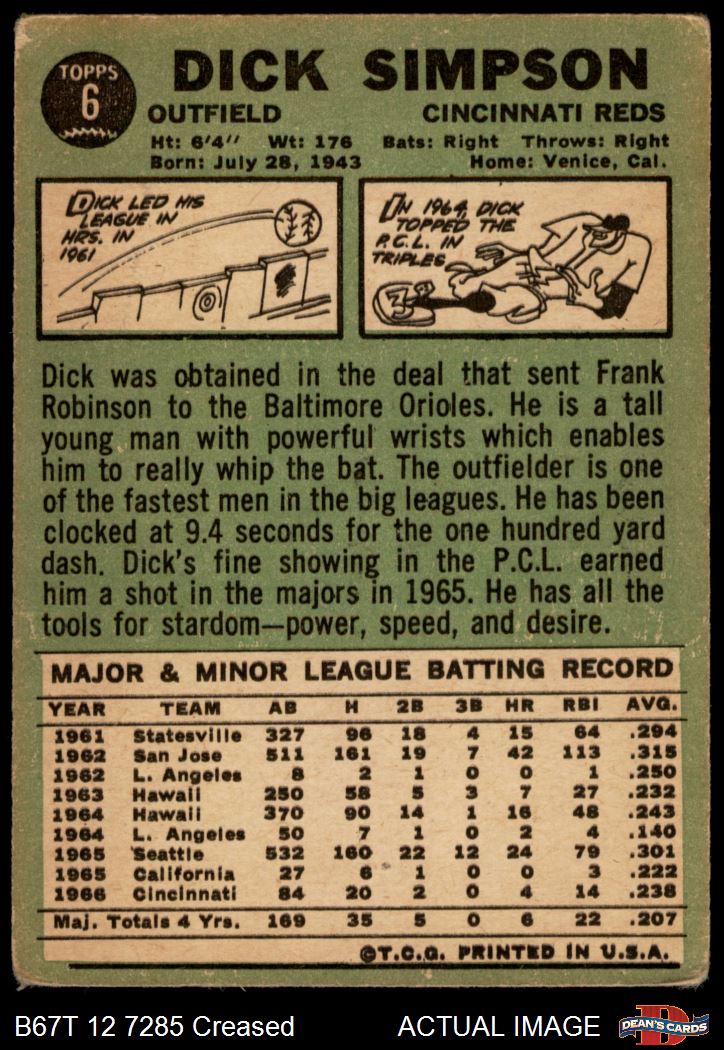 TOPPS
6
DICK SIMPSON
OUTFIELD CINCINNATI REDS
Ht: 6'4" Wt: 176 Bats: Right Throws: Right
Born: July 28, 1943 Home: Venice, Cal.
DICK LED HIS
LEAGUE IN
HRS. IN
1961
IN 1964, DICK
TOPPED THE
P.C.L. IN
TRIPLES
Dick was obtained in the deal that sent Frank
Robinson to the Baltimore Orioles. He is a tall
young man with powerful wrists which enables
him to really whip the bat. The outfielder is one
of the fastest men in the big leagues. He has been
clocked at 9.4 seconds for the one hundred yard
dash. Dick's fine showing in the P.C.L. earned
him a shot in the majors in 1965. He has all the
tools for stardom—power, speed, and desire.
MAJOR & MINOR LEAGUE BATTING RECORD
YEAR TEAM AB H 2B 3B HR RBI AVG.
1961 Statesville 327 96 18 4 15 64 .294
1962 San Jose 511 161 19 7 42 113 .315
1962 L. Angeles 8 2 1 0 0 1 .250
1963 Hawaii 250 58 5 3 7 27 .232
1964 Hawaii 370 90 14 1 16 48 .243
1964 L. Angeles 50 7 1 0 2 4 .140
1965 Seattle 532 160 22 12 24 79 .301
1965 California 27 6 1 0 0 3 .222
1966 Cincinnati 84 20 2 0 4 14 .238
Maj. Totals 4 Yrs. 169 35 5 0 6 22 .207
©T.C.G. PRINTED IN U.S.A.
B67T 12 7285 Creased ACTUAL IMAGE
D
DEAN'S CARDS